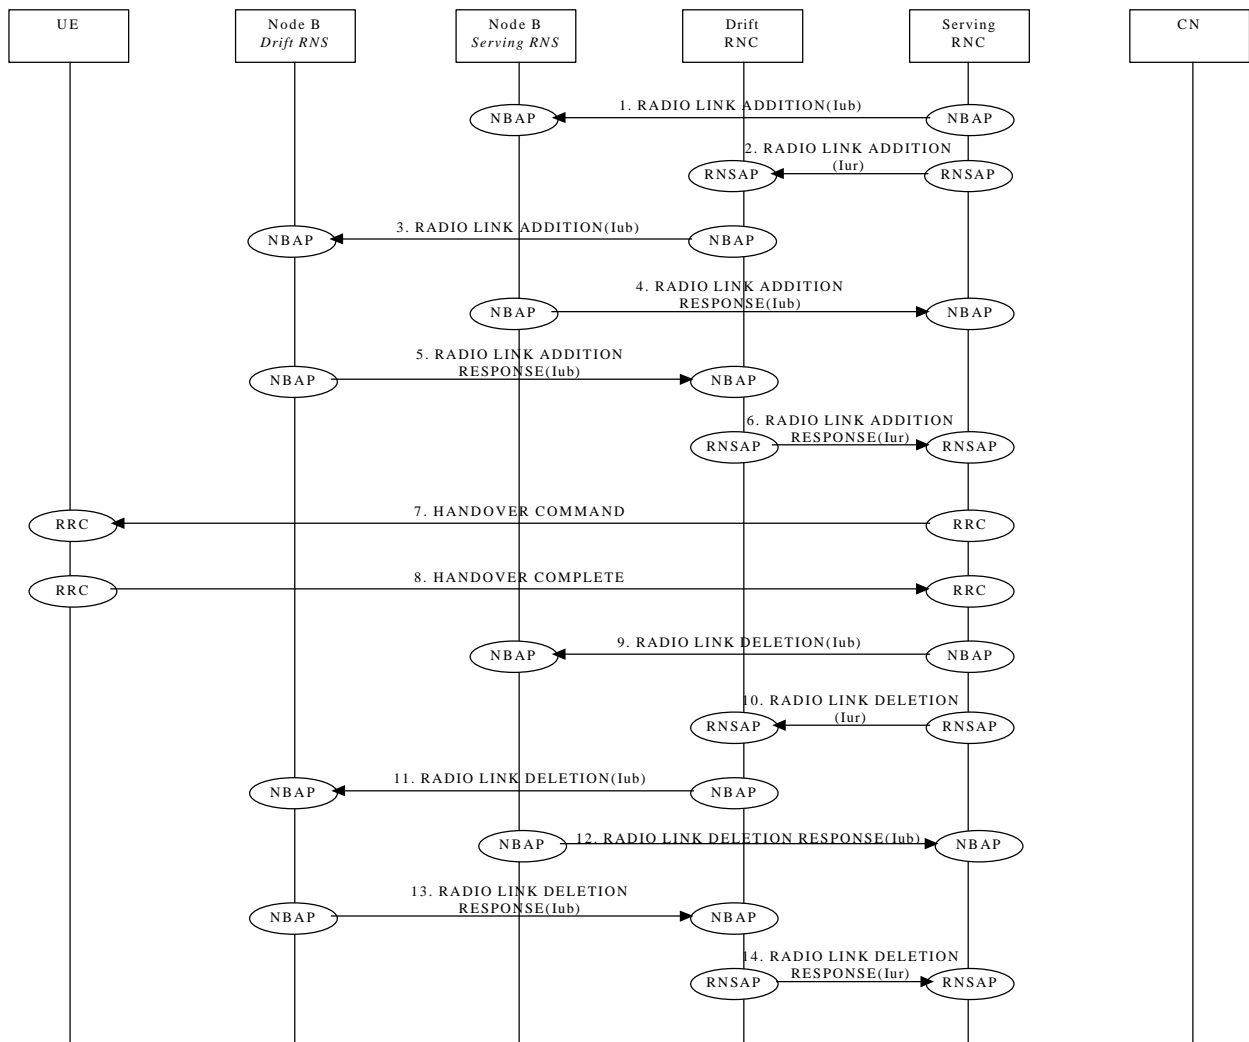 UE
Node B
Drift RNS
Node B
Serving RNS
Drift
RNC
Serving
RNC
CN
1. RADIO LINK ADDITION(Iub)
NBAP
NBAP
2. RADIO LINK ADDITION
(Iur)
RNSAP
RNSAP
3. RADIO LINK ADDITION(Iub)
NBAP
NBAP
4. RADIO LINK ADDITION
RESPONSE(Iub)
NBAP
NBAP
5. RADIO LINK ADDITION
RESPONSE(Iub)
NBAP
NBAP
6. RADIO LINK ADDITION
RESPONSE(Iur)
RNSAP
RNSAP
7. HANDOVER COMMAND
RRC
RRC
8. HANDOVER COMPLETE
RRC
RRC
9. RADIO LINK DELETION(Iub)
NBAP
NBAP
10. RADIO LINK DELETION
(Iur)
RNSAP
RNSAP
11. RADIO LINK DELETION(Iub)
NBAP
NBAP
12. RADIO LINK DELETION RESPONSE(Iub)
NBAP
NBAP
13. RADIO LINK DELETION
RESPONSE(Iub)
NBAP
NBAP
14. RADIO LINK DELETION
RESPONSE(Iur)
RNSAP
RNSAP